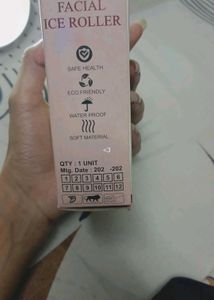 FACIAL
ICE ROLLER
SAFE HEALTH
ECO FRIENDLY
WATER PROOF
SOFT MATERIAL
<3
QTY : 1 UNIT
Mfg. Date : 202 -202
1 2 3 4 5 6
7 8 9 10 11 12